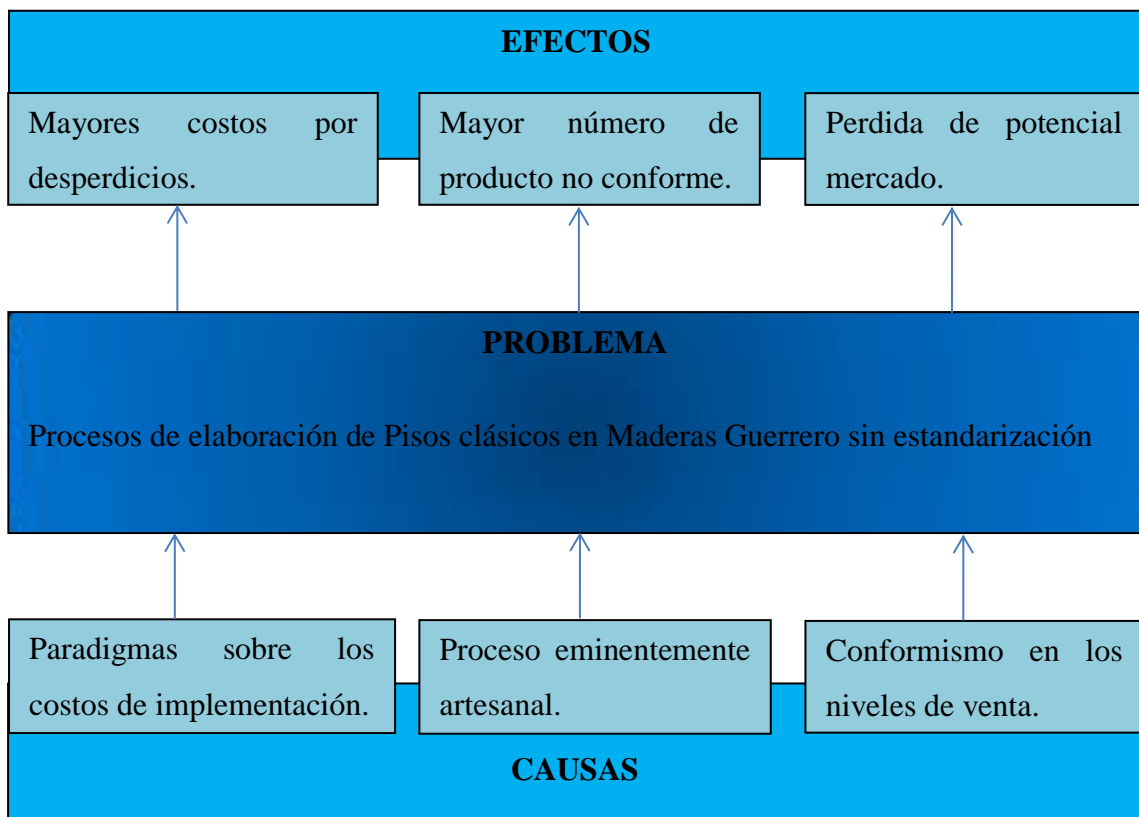 EFECTOS
Mayores costos por
desperdicios.
Mayor número de
producto no conforme.
Perdida de potencial
mercado.
PROBLEMA
Procesos de elaboración de Pisos clásicos en Maderas Guerrero sin estandarización
Paradigmas sobre los
costos de implementación.
Proceso eminentemente
artesanal.
Conformismo en los
niveles de venta.
CAUSAS